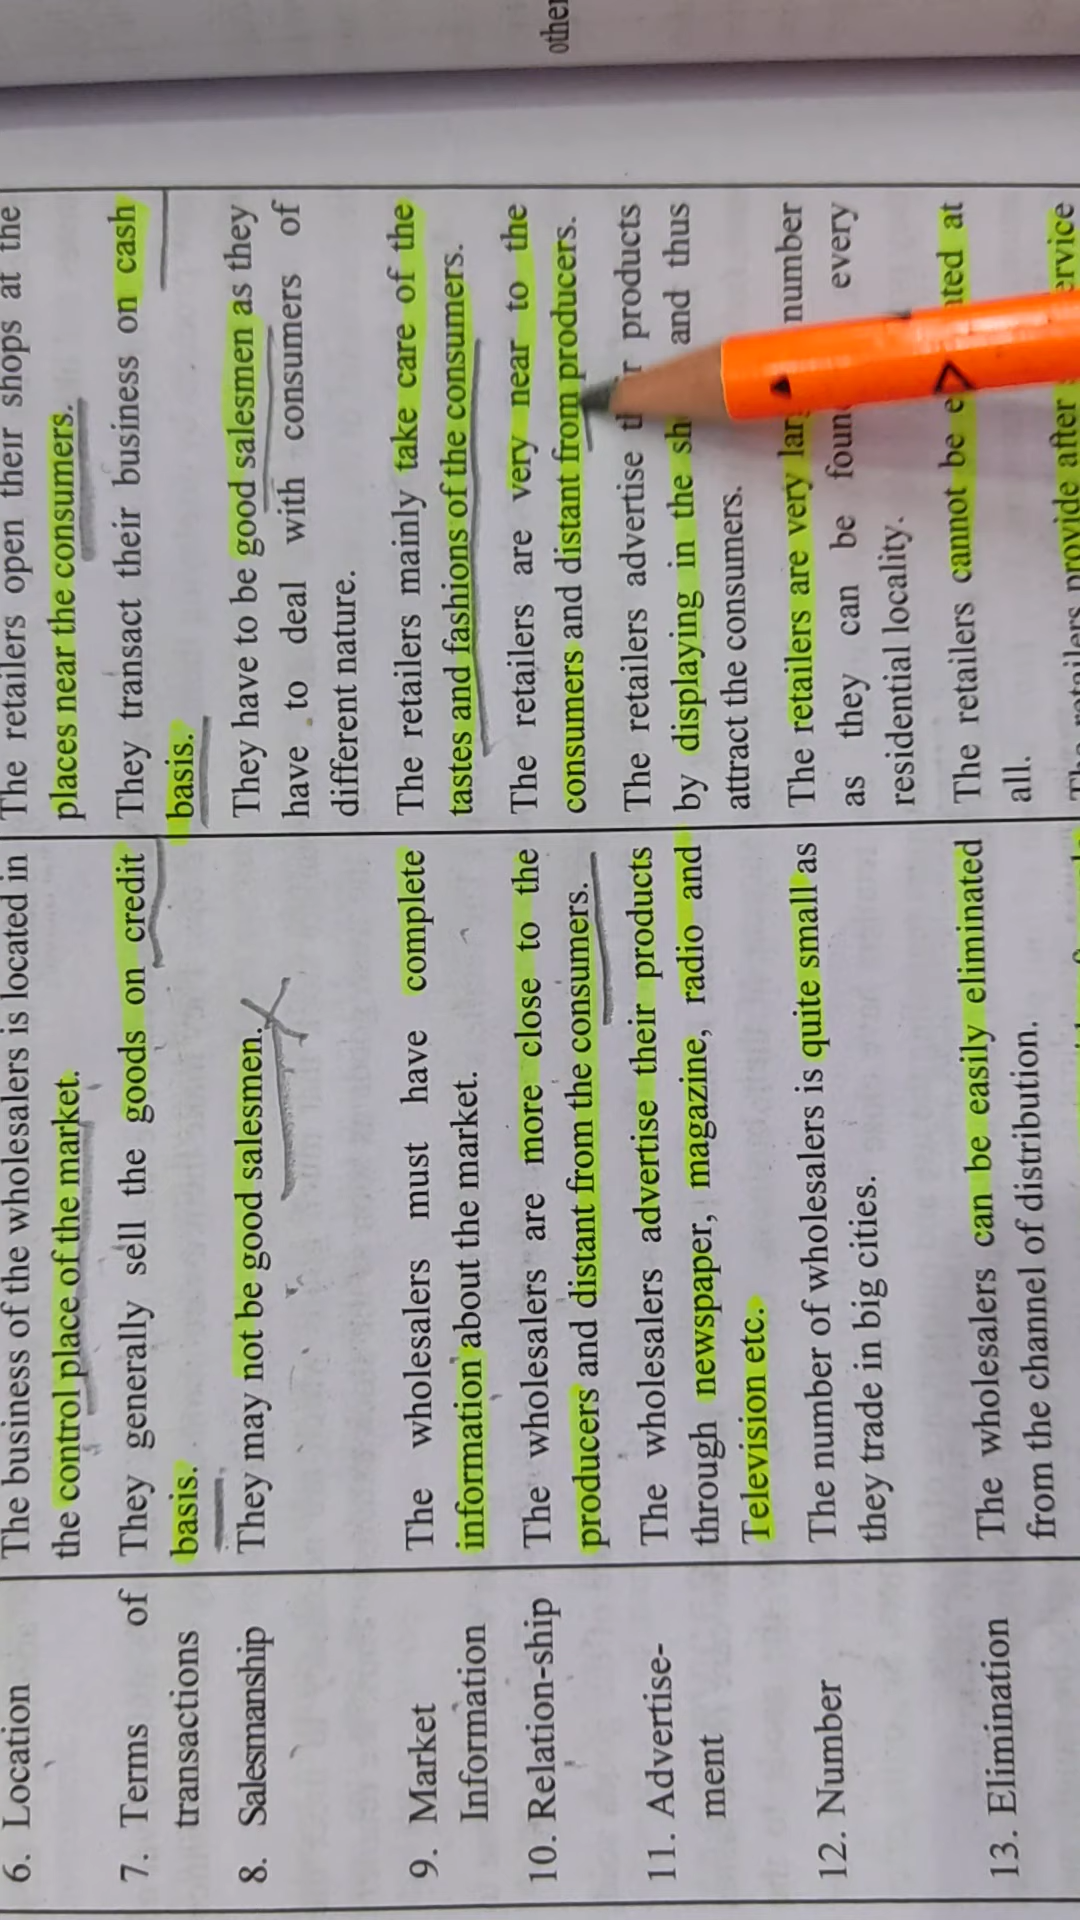 other
6. Location
The business of the wholesalers is located in
the control place of the market.
The retailers open their shops at the
places near the consumers.
7. Terms of
transactions
They generally sell the goods on credit
basis.
They transact their business on cash
basis.
8. Salesmanship
They may not be good salesmen.
They have to be good salesmen as they
have to deal with consumers of
different nature.
9. Market
Information
The wholesalers must have complete
information about the market.
The retailers mainly take care of the
tastes and fashions of the consumers.
10. Relation-ship
The wholesalers are more close to the
producers and distant from the consumers.
The retailers are very near to the
consumers and distant from producers.
11. Advertise-
ment
The wholesalers advertise their products
through newspaper, magazine, radio and
Television etc.
The retailers advertise products
by displaying in the and thus
attract the consumers.
12. Number
The number of wholesalers is quite small as
they trade in big cities.
The retailers are very number
as they can be every
residential locality.
13. Elimination
The wholesalers can be easily eliminated
from the channel of distribution.
The retailers cannot be at
all.
retailers provide after